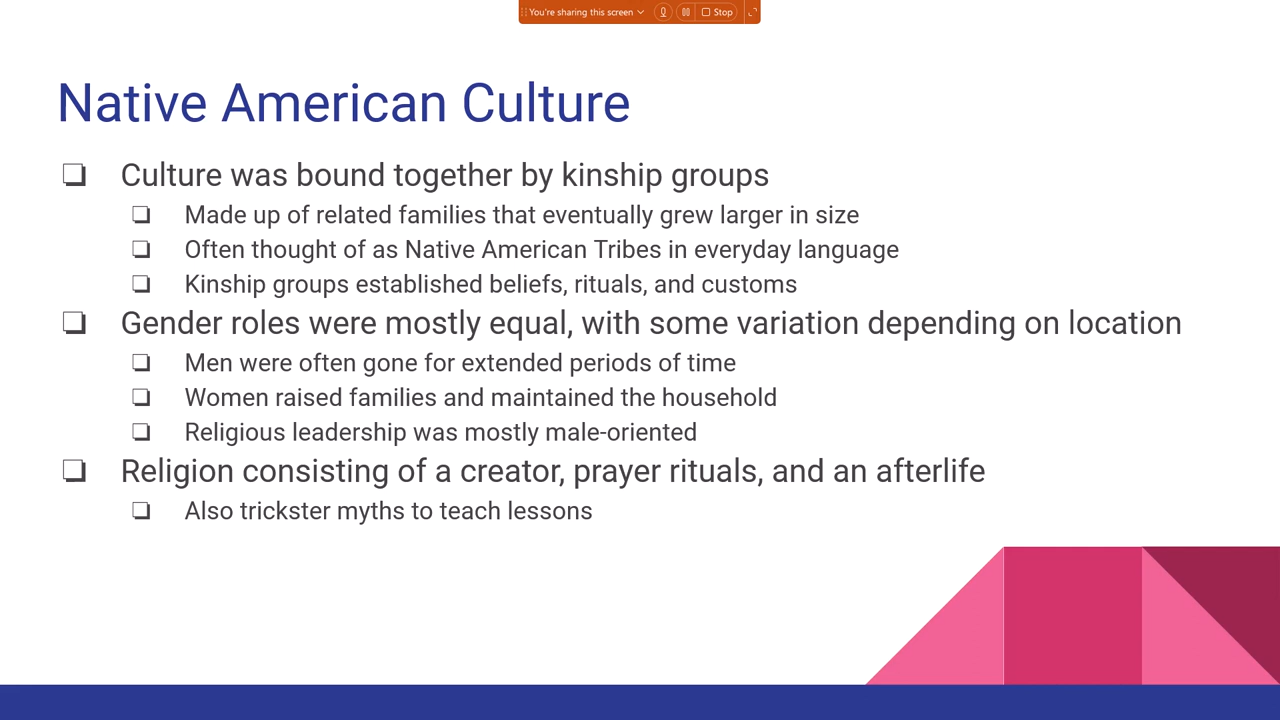 You're sharing this screen Stop
Native American Culture
Culture was bound together by kinship groups
Made up of related families that eventually grew larger in size
Often thought of as Native American Tribes in everyday language
Kinship groups established beliefs, rituals, and customs
Gender roles were mostly equal, with some variation depending on location
Men were often gone for extended periods of time
Women raised families and maintained the household
Religious leadership was mostly male-oriented
Religion consisting of a creator, prayer rituals, and an afterlife
Also trickster myths to teach lessons